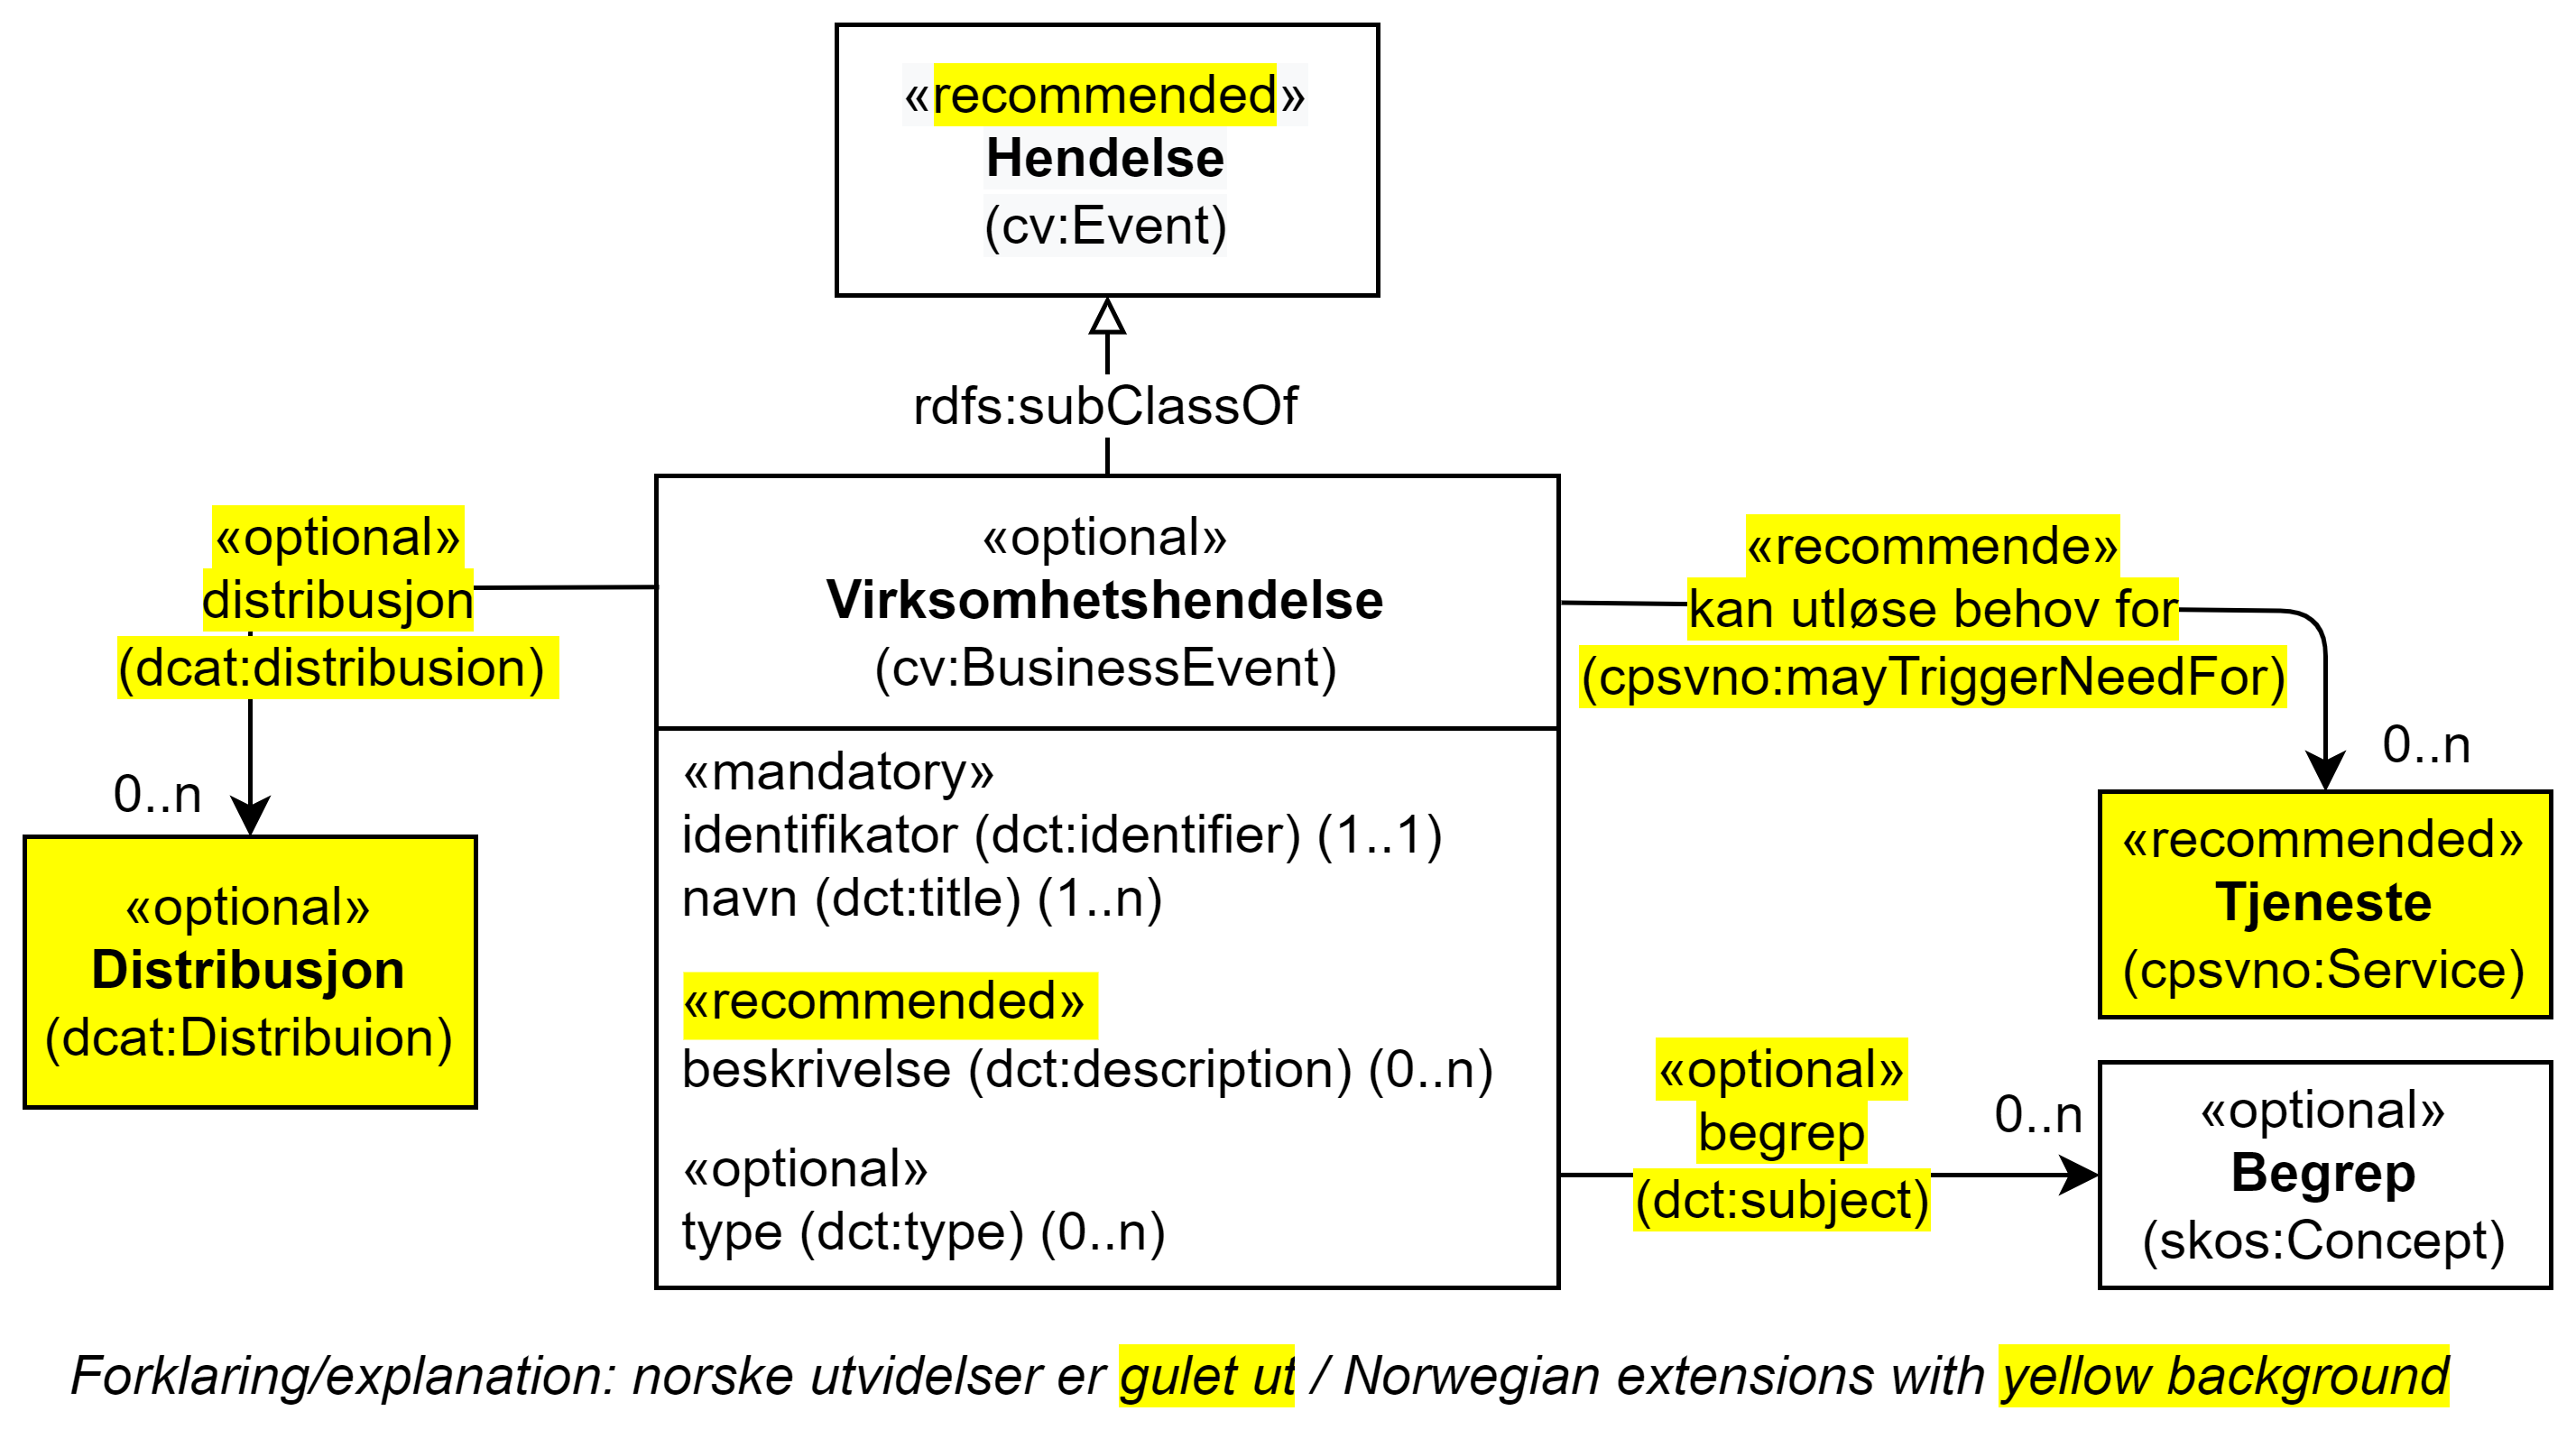 «recommended»
Hendelse
(cv:Event)
rdfs:subClassOf
«optional»
distribusjon
(dcat:distribusion)
0..n
«optional»
Distribusjon
(dcat:Distribuion)
«optional»
Virksomhetshendelse
(cv:BusinessEvent)
«mandatory»
identifikator (dct:identifier) (1..1)
navn (dct:title) (1..n)
«recommended»
beskrivelse (dct:description) (0..n)
«optional»
type (dct:type) (0..n)
«recommende»
kan utløse behov for
(cpsvno:mayTriggerNeedFor)
0..n
«recommended»
Tjeneste
(cpsvno:Service)
«optional»
begrep
(dct:subject)
0..n
«optional»
Begrep
(skos:Concept)
Forklaring/explanation: norske utvidelser er gulet ut / Norwegian extensions with yellow background